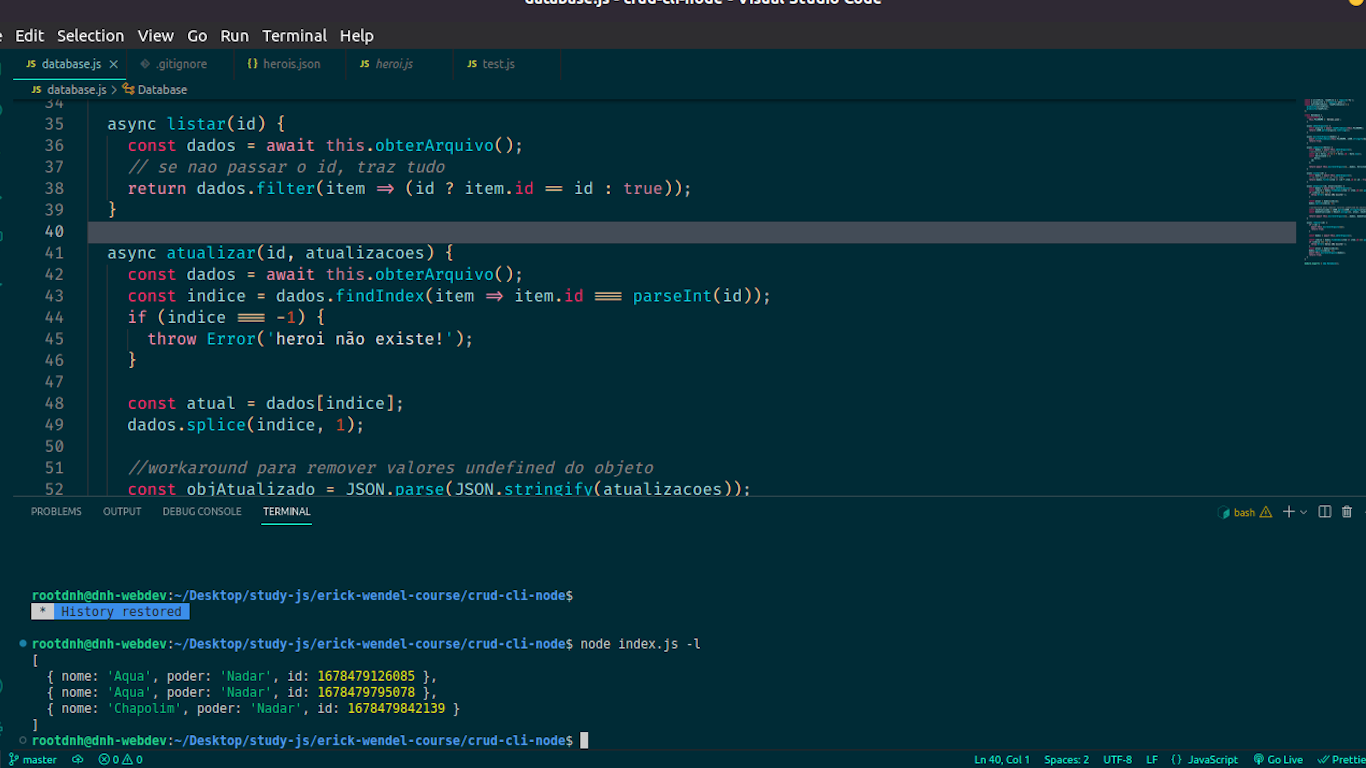 database.js - crud-cli-node - Visual Studio Code
Edit Selection View Go Run Terminal Help
JS database.js .gitignore {} herois.json JS heroi.js JS test.js
JS database.js > Database
34
35 async listar(id) {
36 const dados = await this.obterArquivo();
37 // se nao passar o id, traz tudo
38 return dados.filter(item => (id ? item.id == id : true));
39 }
40
41 async atualizar(id, atualizacoes) {
42 const dados = await this.obterArquivo();
43 const indice = dados.findIndex(item => item.id === parseInt(id));
44 if (indice === -1) {
45 throw Error('heroi não existe!');
46 }
47
48 const atual = dados[indice];
49 dados.splice(indice, 1);
50
51 //workaround para remover valores undefined do objeto
52 const objAtualizado = JSON.parse(JSON.stringify(atualizacoes));
PROBLEMS OUTPUT DEBUG CONSOLE TERMINAL bash
rootdnh@dnh-webdev:~/Desktop/study-js/erick-wendel-course/crud-cli-node$
* History restored
rootdnh@dnh-webdev:~/Desktop/study-js/erick-wendel-course/crud-cli-node$ node index.js -l
[
{ nome: 'Aqua', poder: 'Nadar', id: 1678479126085 },
{ nome: 'Aqua', poder: 'Nadar', id: 1678479795078 },
{ nome: 'Chapolim', poder: 'Nadar', id: 1678479842139 }
]
rootdnh@dnh-webdev:~/Desktop/study-js/erick-wendel-course/crud-cli-node$
master 0 0 Ln 40, Col 1 Spaces: 2 UTF-8 LF {} JavaScript Go Live Prettie